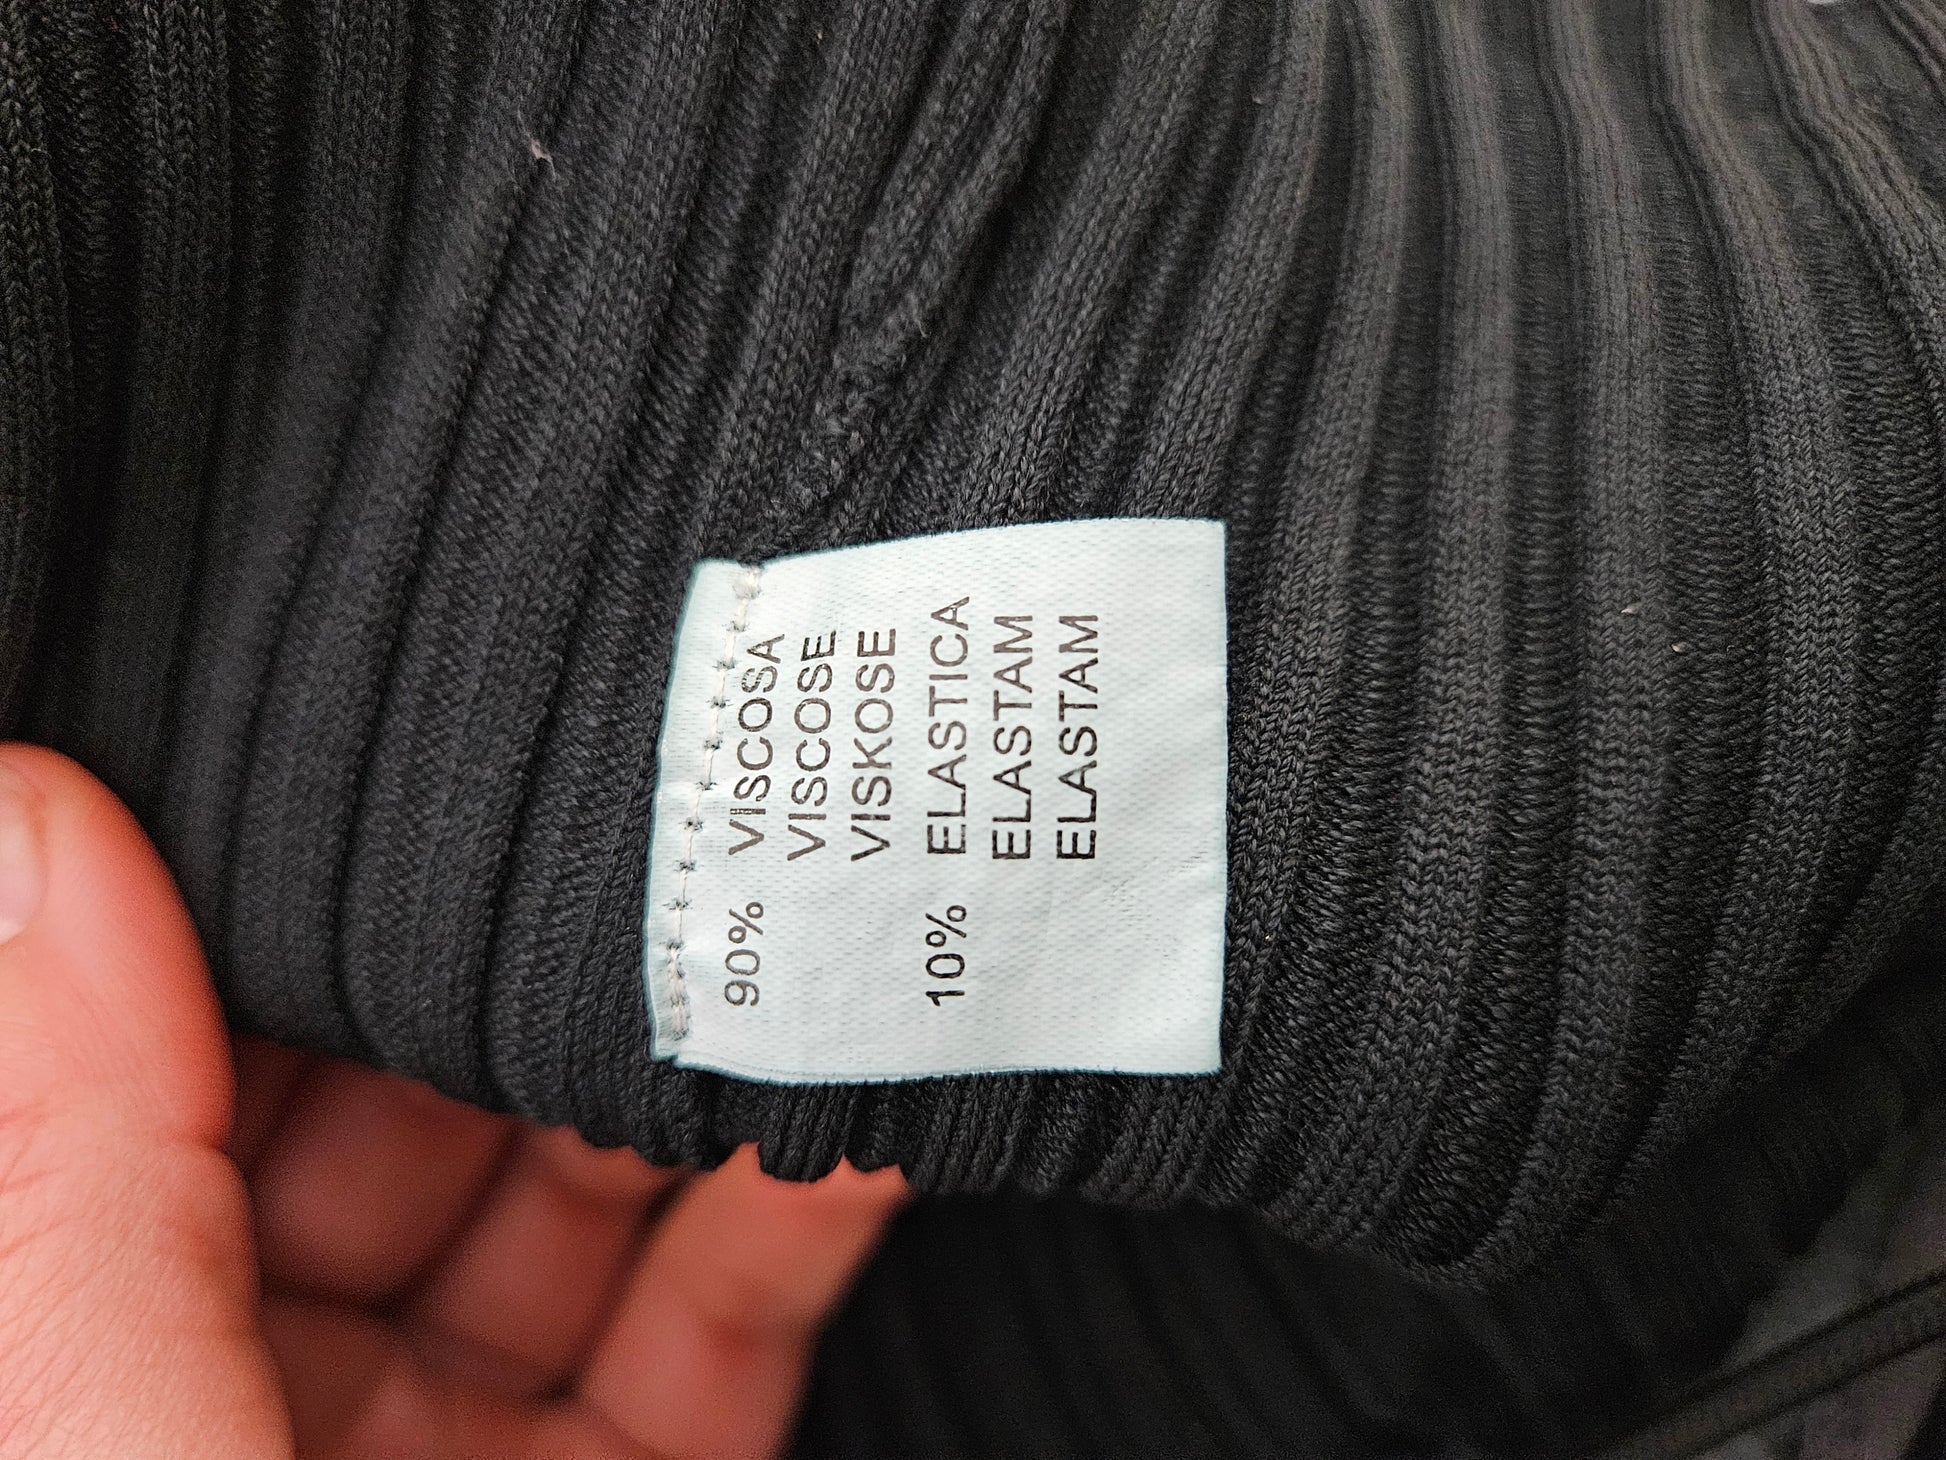 90% VISCOSA
VISCOSE
VISKOSE
10% ELASTICA
ELASTAM
ELASTAM